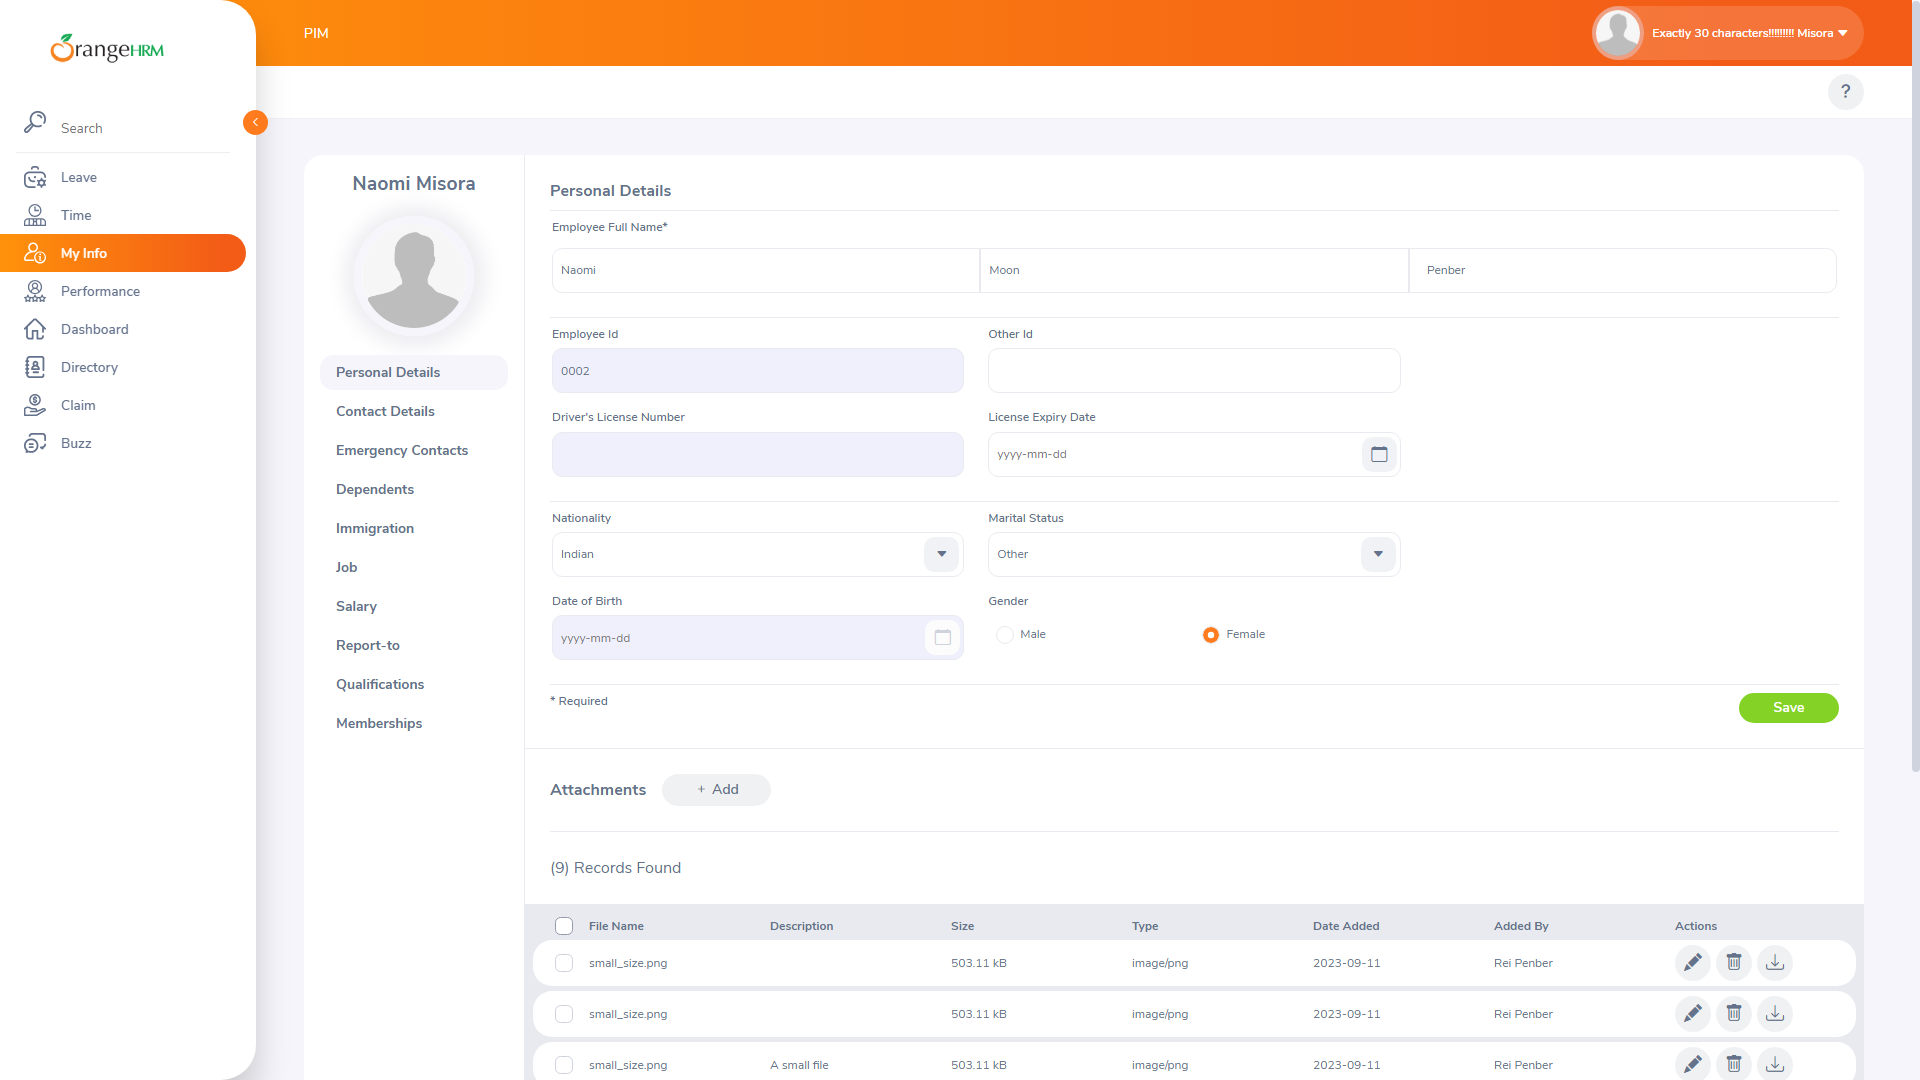 OrangeHRM
PIM
Exactly 30 characters!!!!!!!!! Misora
?
Search
Leave
Time
My Info
Performance
Dashboard
Directory
Claim
Buzz
Naomi Misora
Personal Details
Contact Details
Emergency Contacts
Dependents
Immigration
Job
Salary
Report-to
Qualifications
Memberships
Personal Details
Employee Full Name*
Naomi Moon Penber
Employee Id Other Id
0002
Driver's License Number License Expiry Date
yyyy-mm-dd
Nationality Marital Status
Indian Other
Date of Birth Gender
yyyy-mm-dd Male Female
* Required
Save
Attachments + Add
(9) Records Found
File Name Description Size Type Date Added Added By Actions
small_size.png 503.11 kB image/png 2023-09-11 Rei Penber
small_size.png 503.11 kB image/png 2023-09-11 Rei Penber
small_size.png A small file 503.11 kB image/png 2023-09-11 Rei Penber